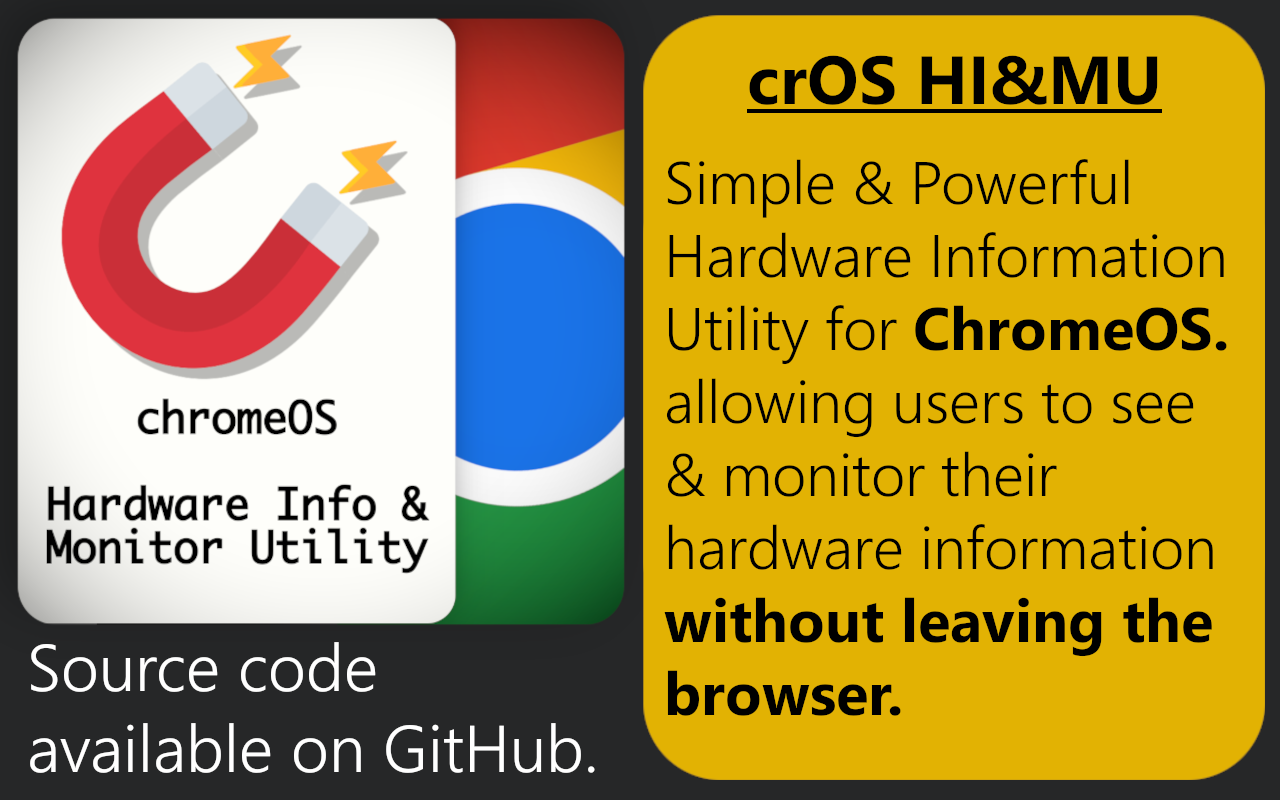 chromeOS
Hardware Info &
Monitor Utility
Source code
available on GitHub.
crOS HI&MU
Simple & Powerful
Hardware Information
Utility for ChromeOS.
allowing users to see
& monitor their
hardware information
without leaving the
browser.